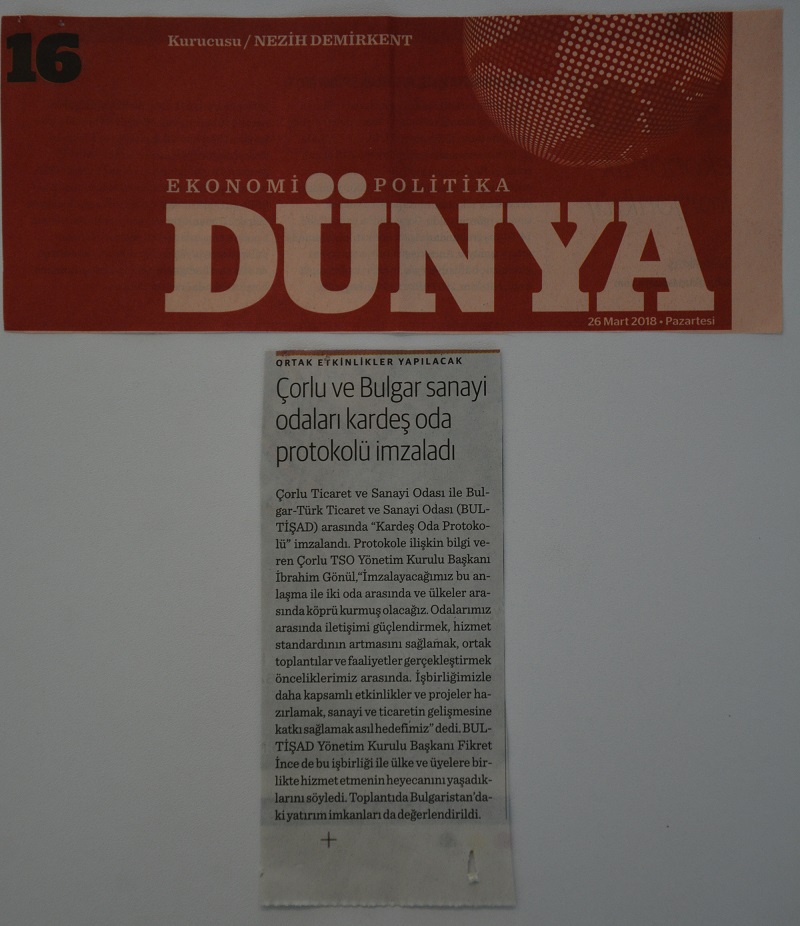 16
Kurucusu / NEZİH DEMİRKENT
EKONOMİ POLİTİKA
DÜNYA
26 Mart 2018 • Pazartesi
ORTAK ETKİNLİKLER YAPILACAK
Çorlu ve Bulgar sanayi
odaları kardeş oda
protokolü imzaladı
Çorlu Ticaret ve Sanayi Odası ile Bul-
gar-Türk Ticaret ve Sanayi Odası (BUL-
TİŞAD) arasında “Kardeş Oda Protoko-
lü” imzalandı. Protokole ilişkin bilgi ve-
ren Çorlu TSO Yönetim Kurulu Başkanı
İbrahim Gönül,“İmzalayacağımız bu an-
laşma ile iki oda arasında ve ülkeler ara-
sında köprü kurmuş olacağız. Odalarımız
arasında iletişimi güçlendirmek, hizmet
standardının artmasını sağlamak, ortak
toplantılar ve faaliyetler gerçekleştirmek
önceliklerimiz arasında. İşbirliğimizle
daha kapsamlı etkinlikler ve projeler ha-
zırlamak, sanayi ve ticaretin gelişmesine
katkı sağlamak asıl hedefimiz” dedi. BUL-
TİŞAD Yönetim Kurulu Başkanı Fikret
İnce de bu işbirliği ile ülke ve üyelere bir-
likte hizmet etmenin heyecanını yaşadık-
larını söyledi. Toplantıda Bulgaristan’da-
ki yatırım imkanları da değerlendirildi.